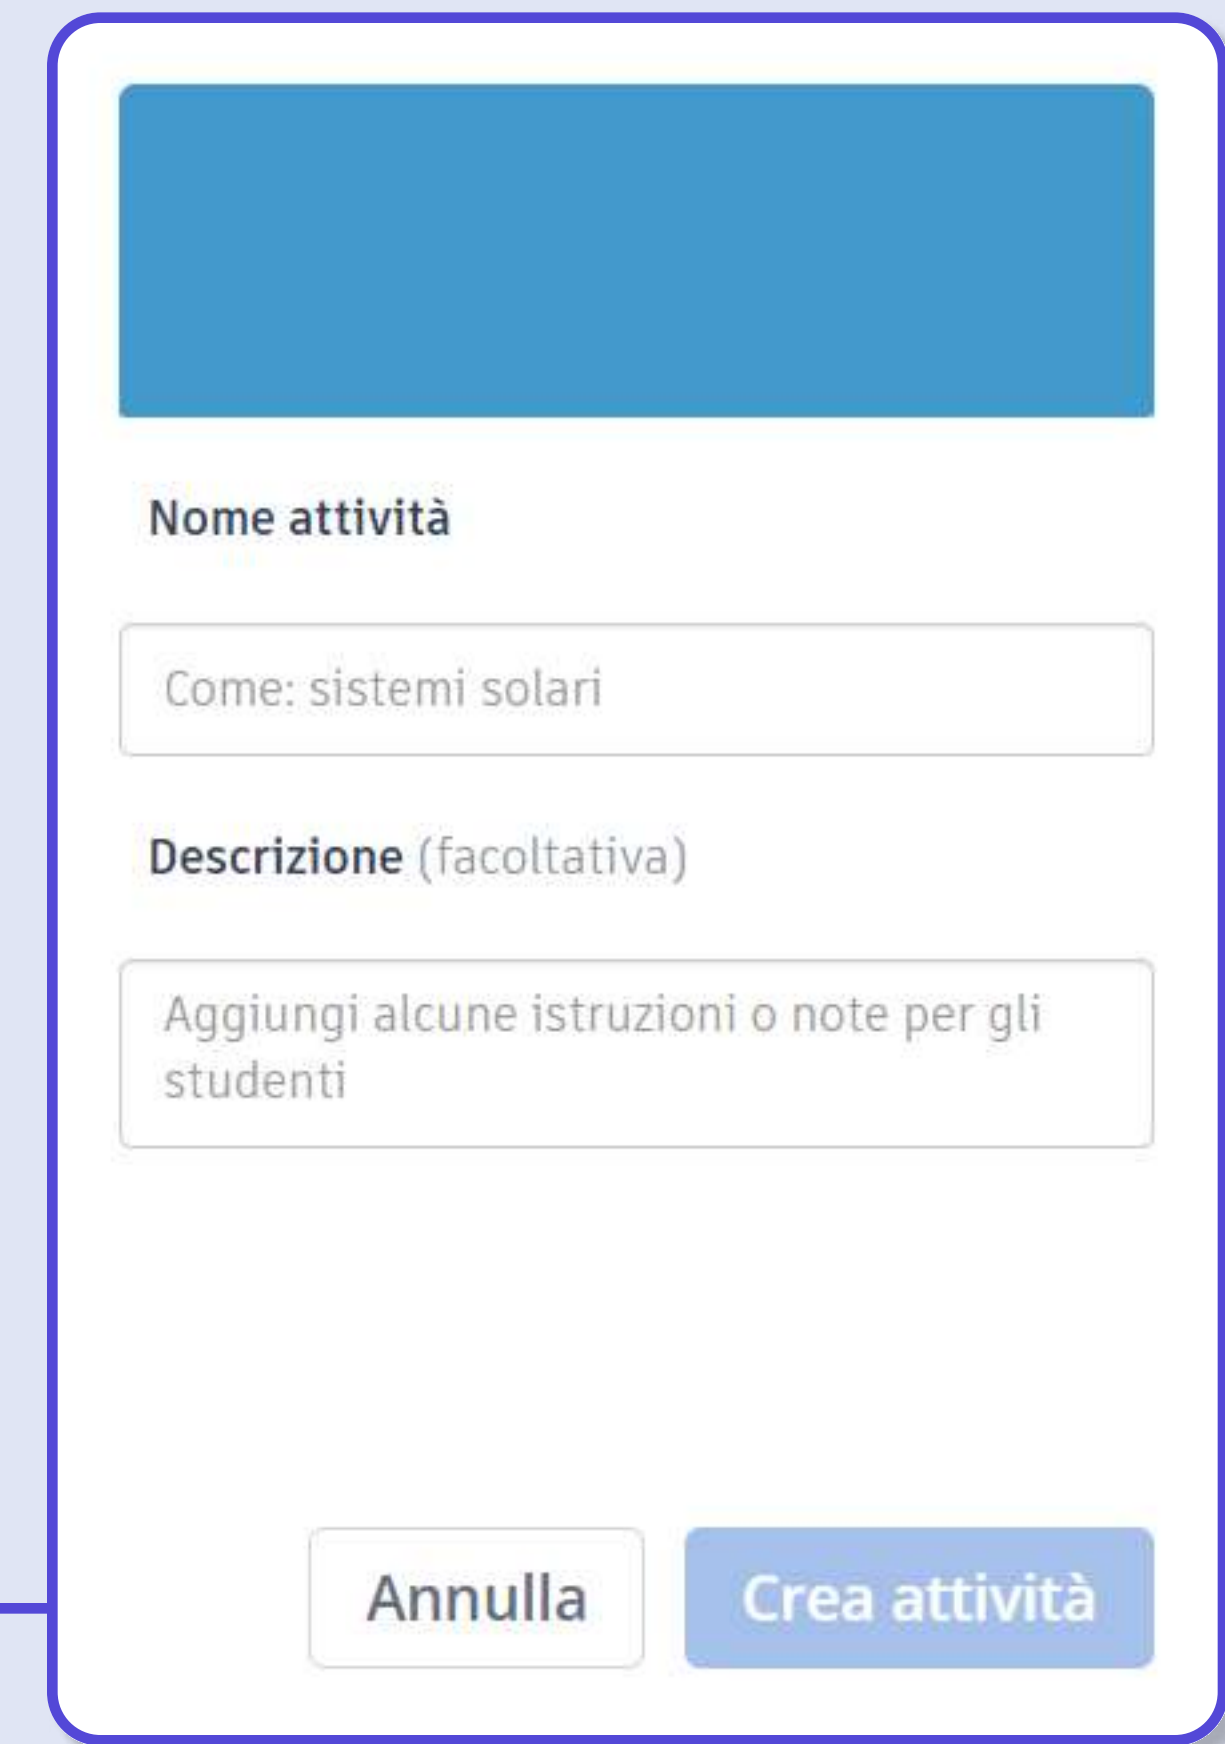 Nome attività
Come: sistemi solari
Descrizione (facoltativa)
Aggiungi alcune istruzioni o note per gli
studenti
Annulla
Crea attività